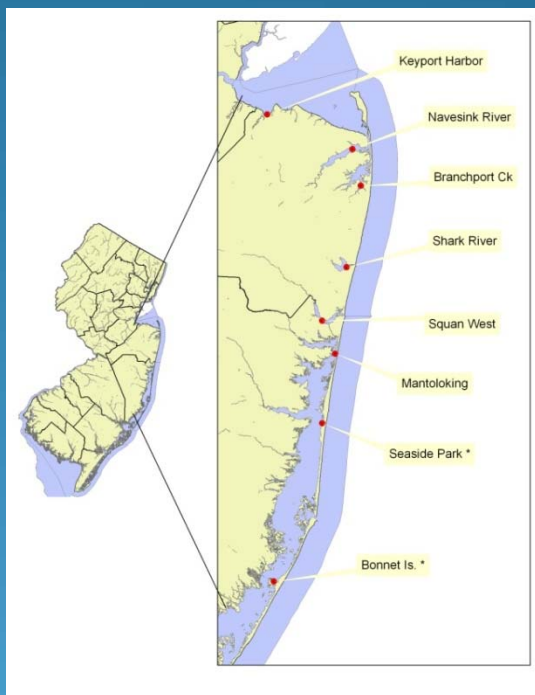 Keyport Harbor
Navesink River
Branchport Ck
Shark River
Squan West
Mantoloking
Seaside Park *
Bonnet Is. *